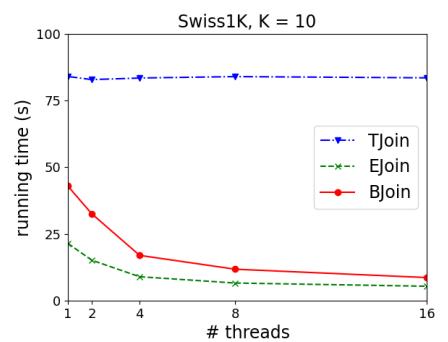 Swiss1K, K = 10
running time (s)
100
75
50
25
0
TJoin
EJoin
BJoin
1 2 4 8 16
# threads